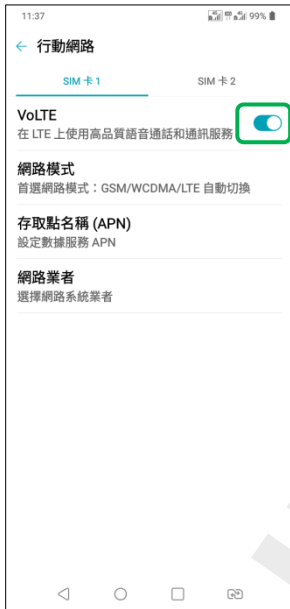 11:37
99%
行動網路
SIM 卡 1
SIM 卡 2
VoLTE
在 LTE 上使用高品質語音通話和通訊服務
網路模式
首選網路模式：GSM/WCDMA/LTE 自動切換
存取點名稱 (APN)
設定數據服務 APN
網路業者
選擇網路系統業者